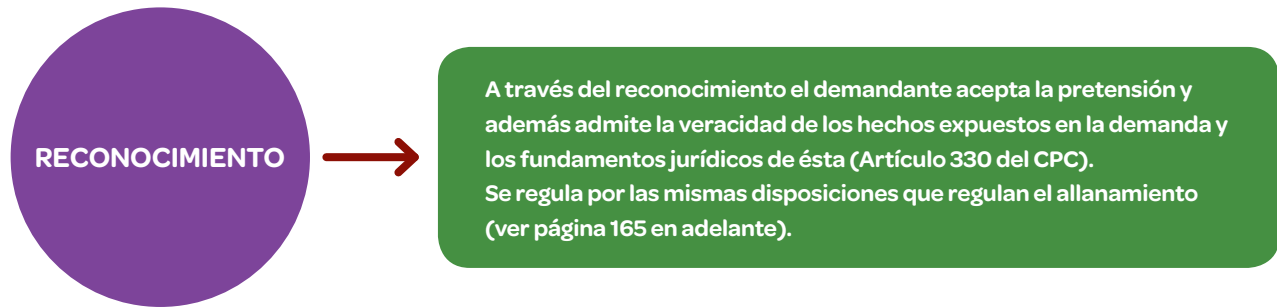 RECONOCIMIENTO
A través del reconocimiento el demandante acepta la pretensión y
además admite la veracidad de los hechos expuestos en la demanda y
los fundamentos jurídicos de ésta (Artículo 330 del CPC).
Se regula por las mismas disposiciones que regulan el allanamiento
(ver página 165 en adelante).